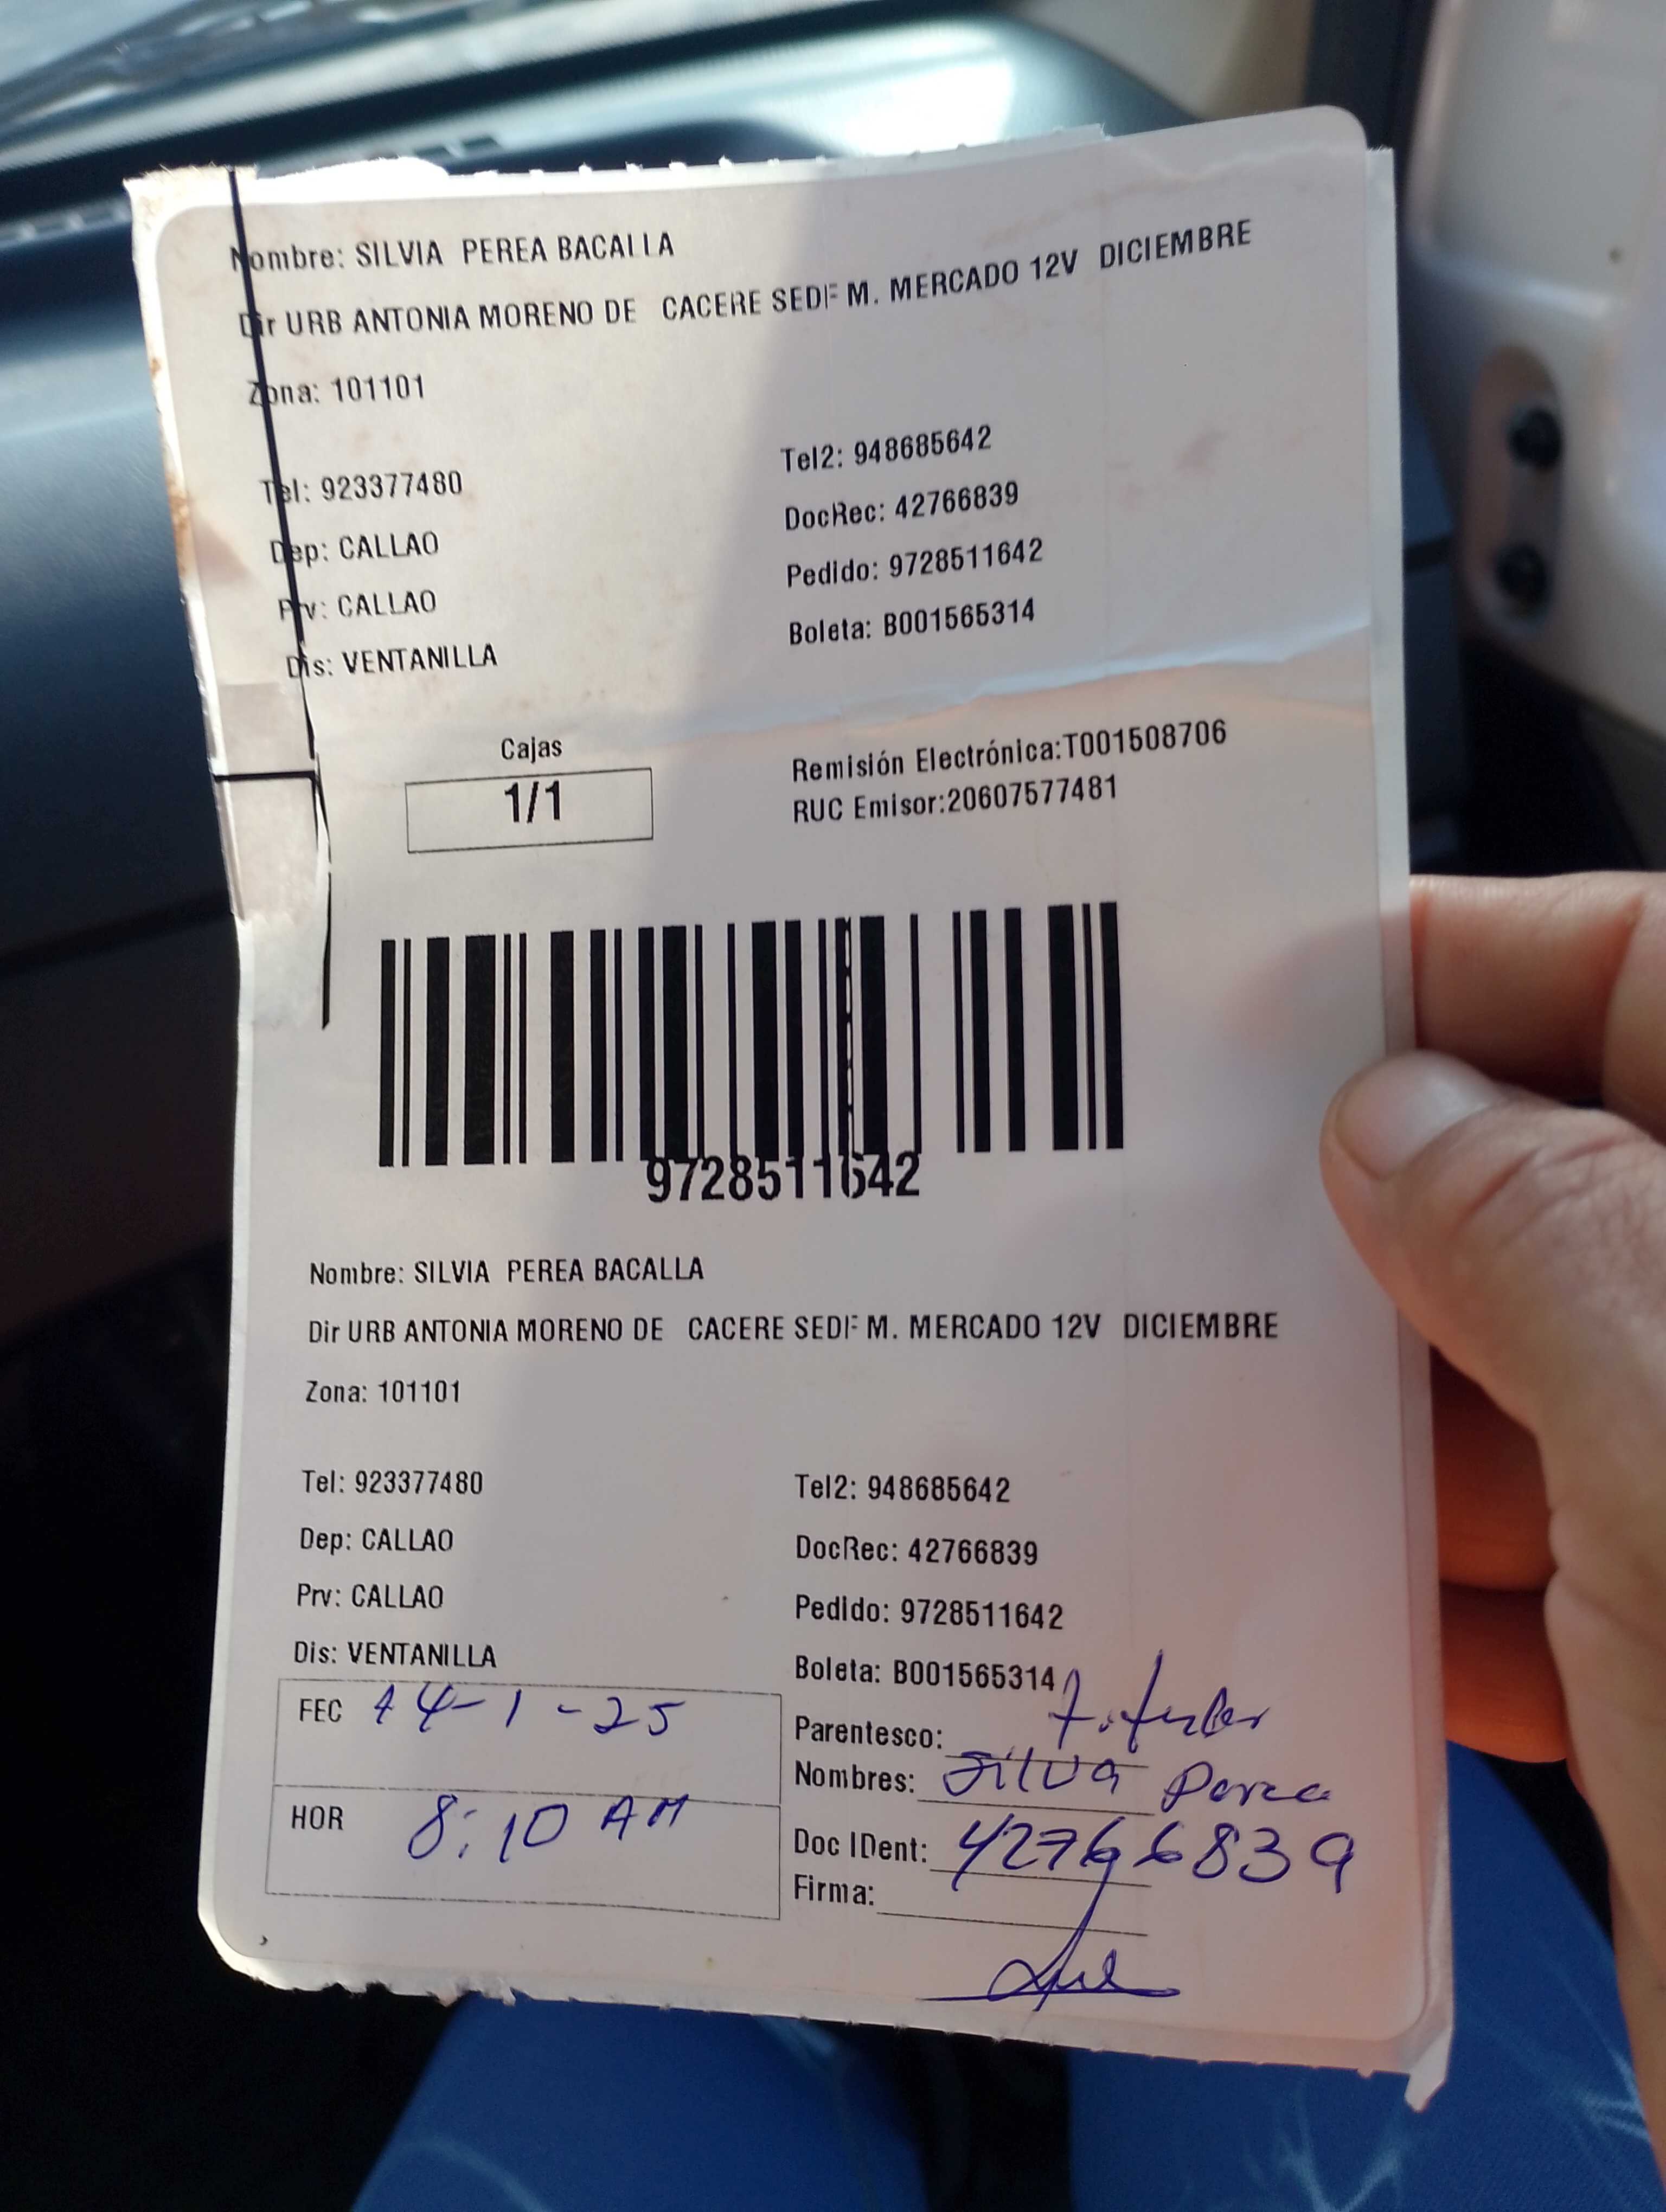 Nombre: SILVIA PEREA BACALLA
Dir URB ANTONIA MORENO DE CACERE SEDE M. MERCADO 12V DICIEMBRE
Zona: 101101
Tel: 923377480 Tel2: 948685642
Dep: CALLAO DocRec: 42766839
Prv: CALLAO Pedido: 9728511642
Dis: VENTANILLA Boleta: B001565314
Cajas
1/1
Remisión Electrónica:T001508706
RUC Emisor:20607577481
9728511642
Nombre: SILVIA PEREA BACALLA
Dir URB ANTONIA MORENO DE CACERE SEDE M. MERCADO 12V DICIEMBRE
Zona: 101101
Tel: 923377480 Tel2: 948685642
Dep: CALLAO DocRec: 42766839
Prv: CALLAO Pedido: 9728511642
Dis: VENTANILLA Boleta: B001565314
FEC 14-1-25
HOR 8:10 AM
Parentesco: titular
Nombres: Silva Perea
Doc IDent: 42766839
Firma: